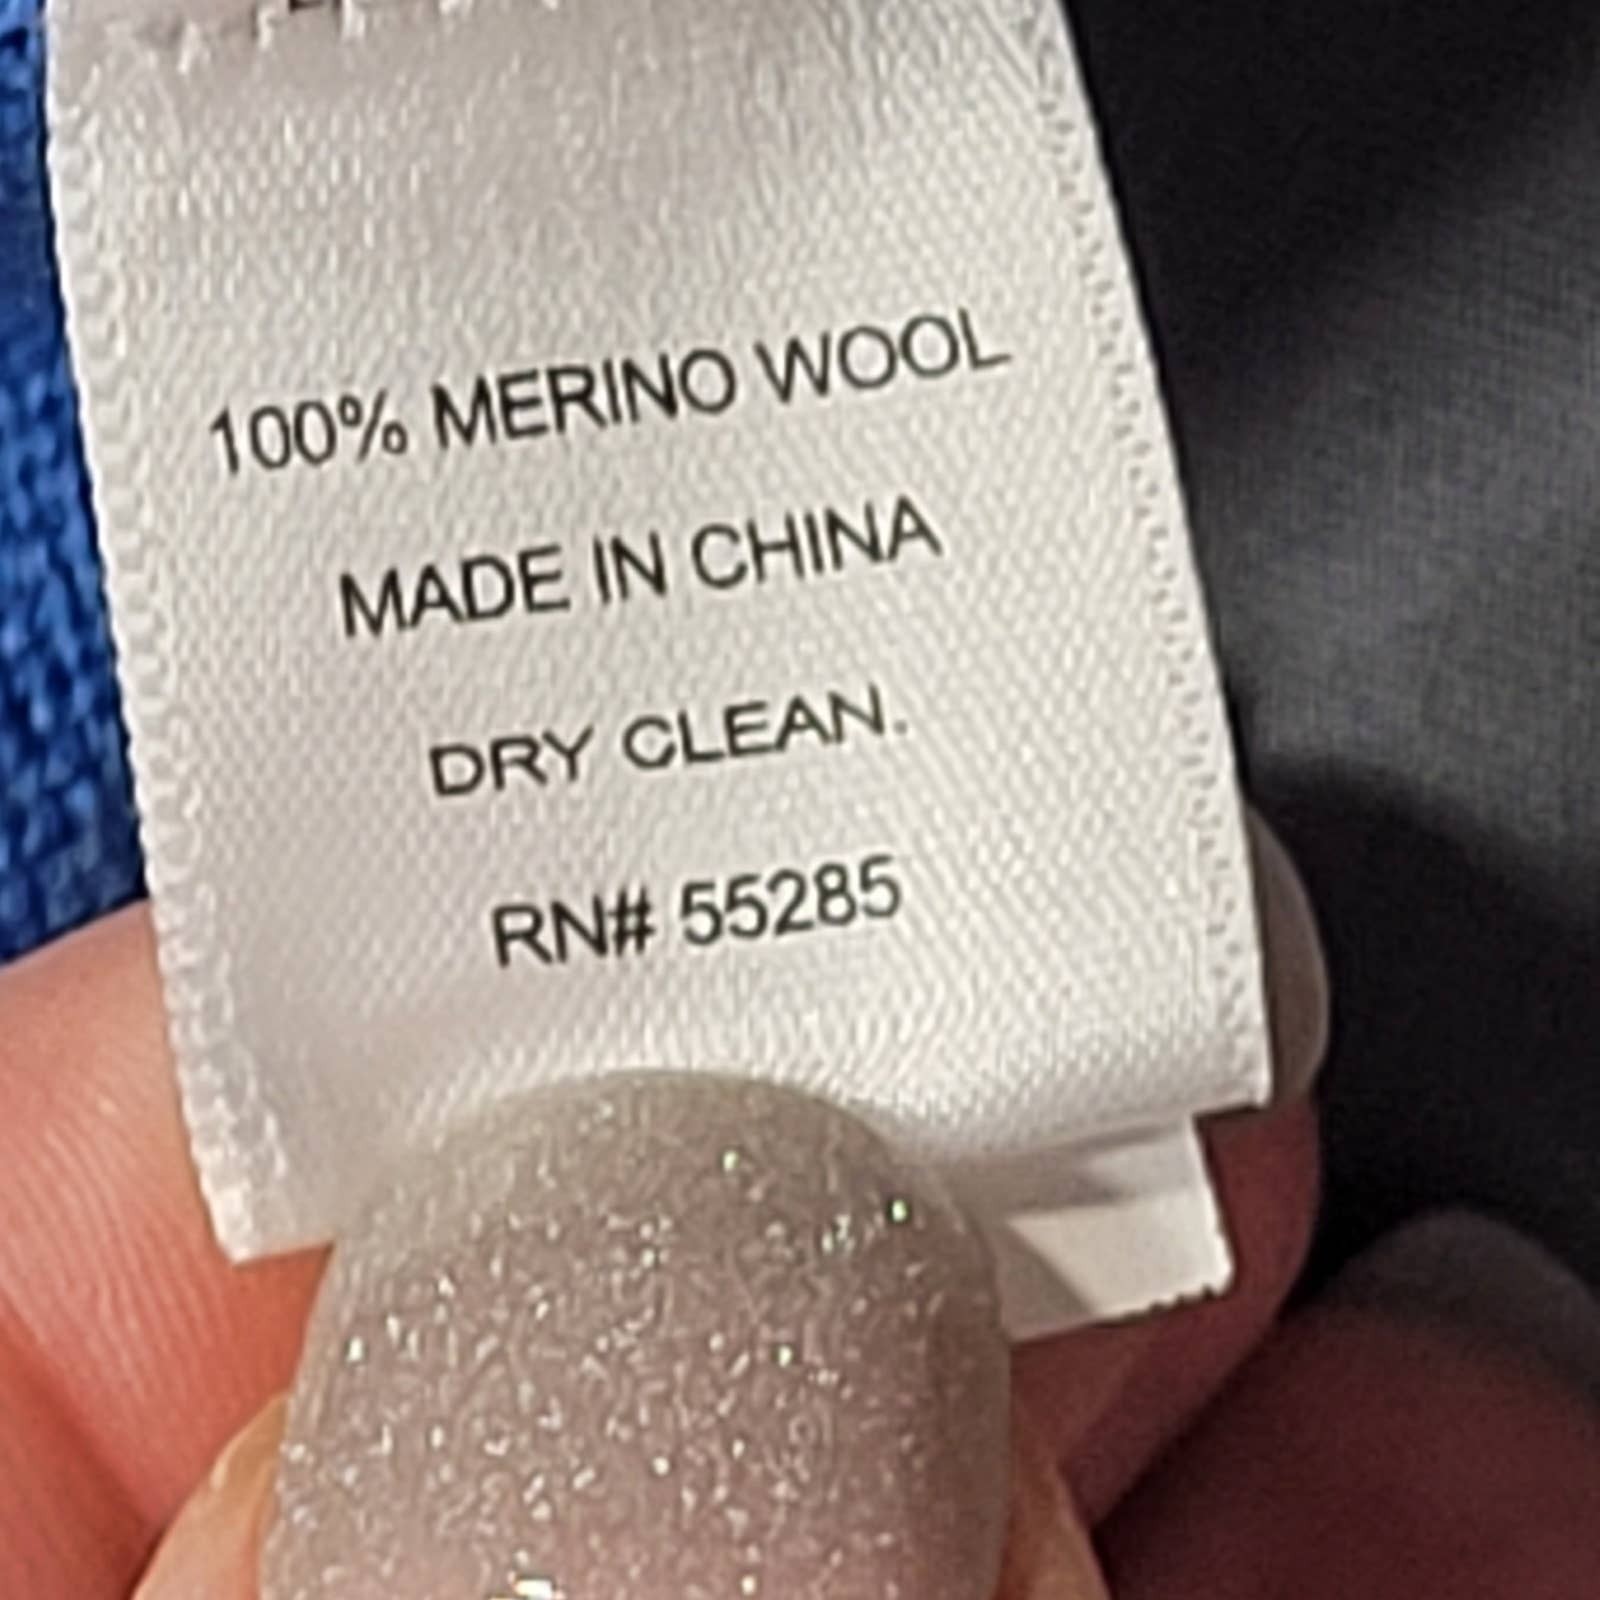 100% MERINO WOOL
MADE IN CHINA
DRY CLEAN.
RN# 55285